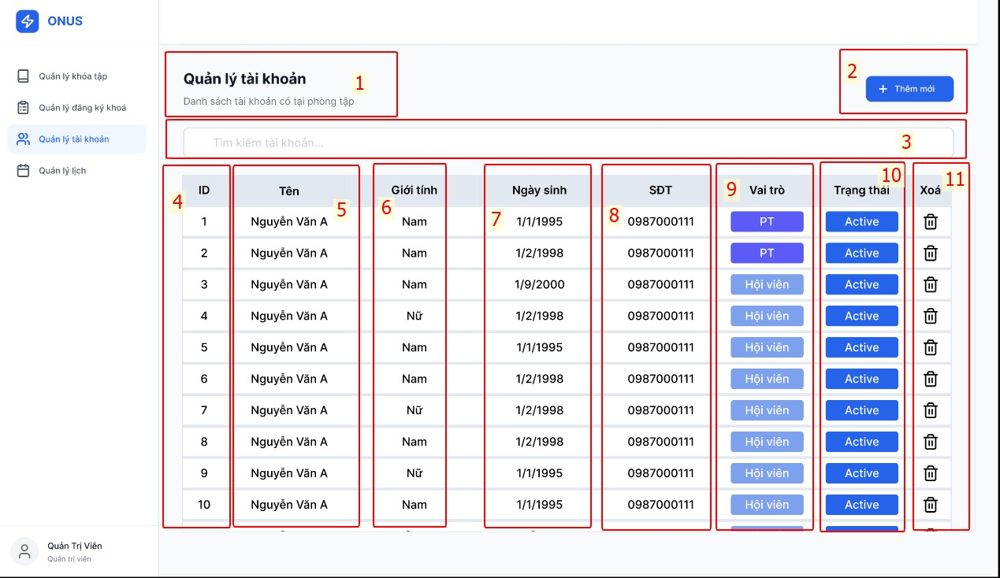 ONUS
Quản lý khóa tập
Quản lý đăng ký khoá
Quản lý tài khoản
Quản lý lịch
Quản Trị Viên
Quản trị viên
Quản lý tài khoản 1
Danh sách tài khoản có tại phòng tập
2
+ Thêm mới
Tìm kiếm tài khoản... 3
4 5 6 7 8 9 10 11
ID Tên Giới tính Ngày sinh SĐT Vai trò Trạng thái Xoá
1 Nguyễn Văn A Nam 1/1/1995 0987000111 PT Active
2 Nguyễn Văn A Nam 1/2/1998 0987000111 PT Active
3 Nguyễn Văn A Nam 1/9/2000 0987000111 Hội viên Active
4 Nguyễn Văn A Nữ 1/2/1998 0987000111 Hội viên Active
5 Nguyễn Văn A Nam 1/1/1995 0987000111 Hội viên Active
6 Nguyễn Văn A Nam 1/2/1998 0987000111 Hội viên Active
7 Nguyễn Văn A Nữ 1/2/1998 0987000111 Hội viên Active
8 Nguyễn Văn A Nam 1/2/1998 0987000111 Hội viên Active
9 Nguyễn Văn A Nữ 1/1/1995 0987000111 Hội viên Active
10 Nguyễn Văn A Nam 1/1/1995 0987000111 Hội viên Active